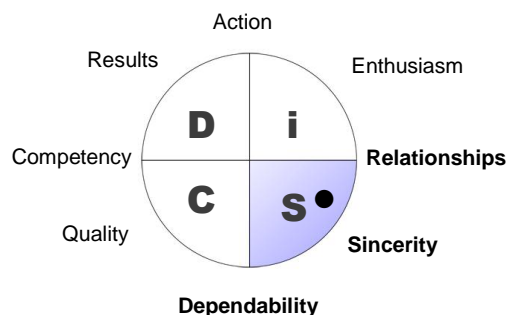 Action
Results
Enthusiasm
D
i
Competency
Relationships
C
S
Quality
Sincerity
Dependability